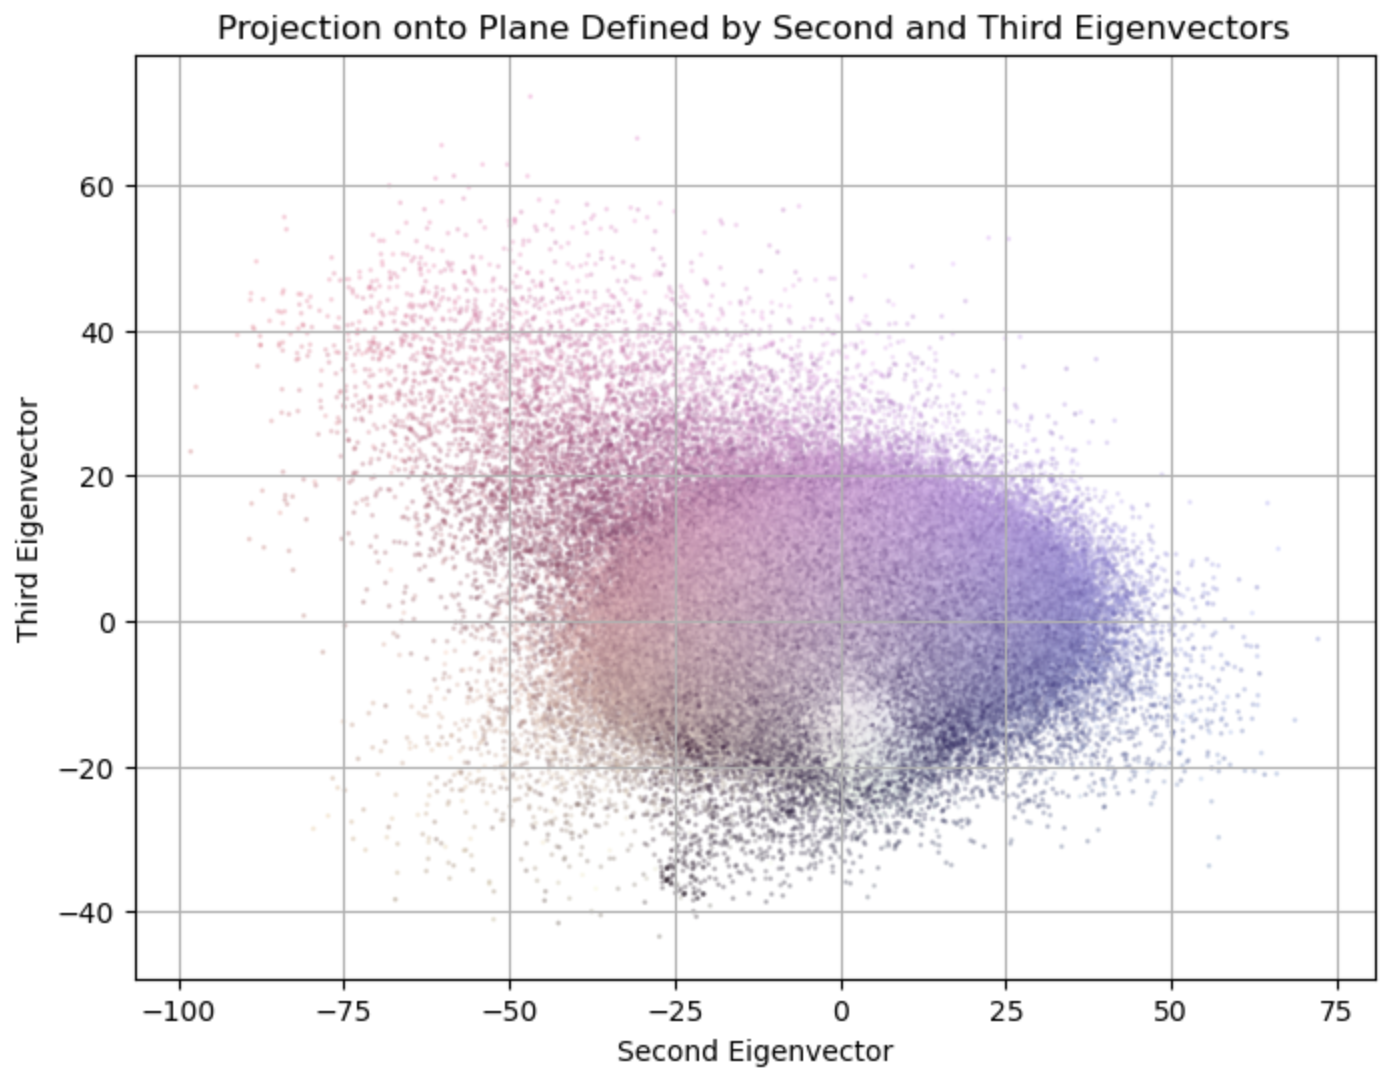 Projection onto Plane Defined by Second and Third Eigenvectors
60
40
20
0
−20
−40
Third Eigenvector
−100 −75 −50 −25 0 25 50 75
Second Eigenvector